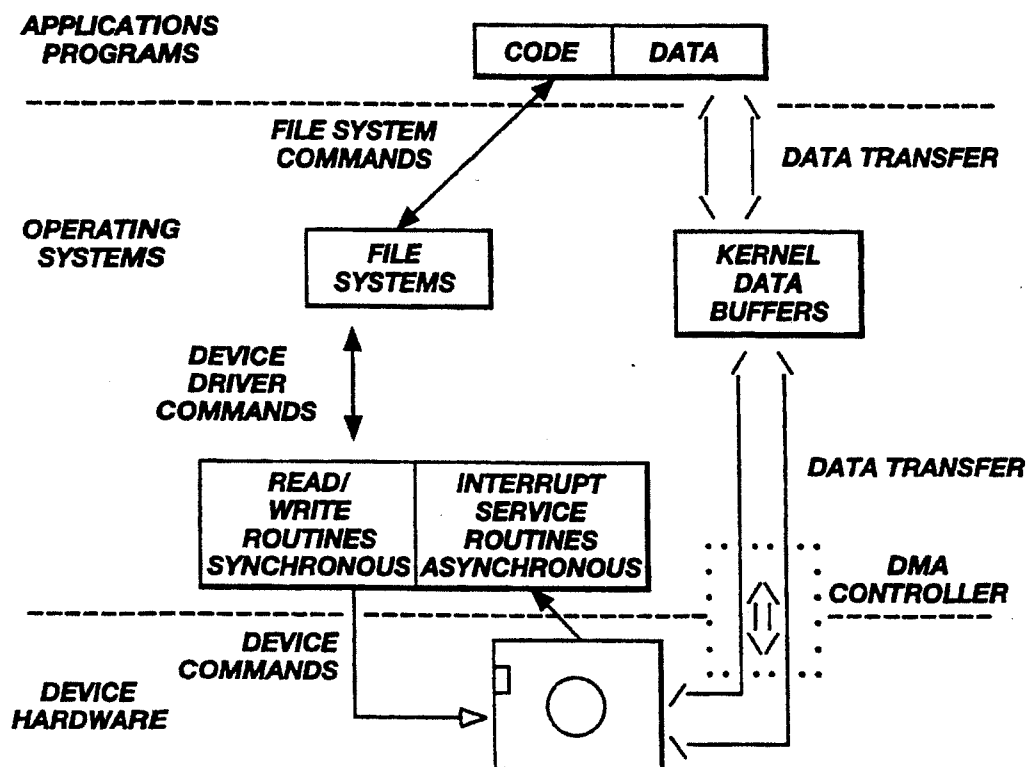 APPLICATIONS
PROGRAMS
CODE
DATA
FILE SYSTEM
COMMANDS
DATA TRANSFER
OPERATING
SYSTEMS
FILE
SYSTEMS
KERNEL
DATA
BUFFERS
DEVICE
DRIVER
COMMANDS
READ/
WRITE
ROUTINES
SYNCHRONOUS
INTERRUPT
SERVICE
ROUTINES
ASYNCHRONOUS
DATA TRANSFER
DMA
CONTROLLER
DEVICE
COMMANDS
DEVICE
HARDWARE